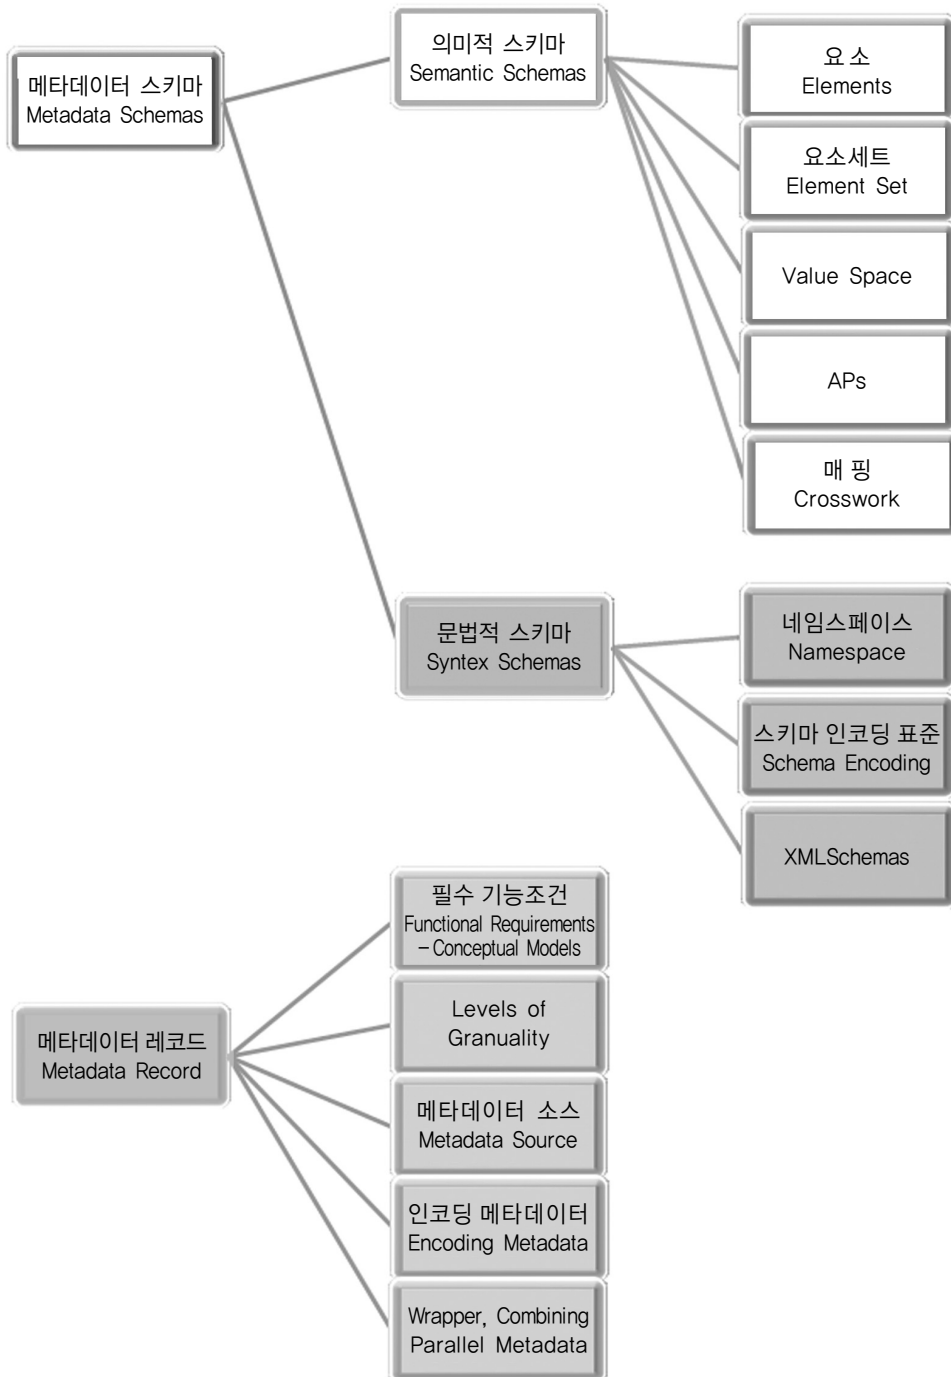 메타데이터 스키마
Metadata Schemas
의미적 스키마
Semantic Schemas
요 소
Elements
요소세트
Element Set
Value Space
APs
매 핑
Crosswork
문법적 스키마
Syntex Schemas
네임스페이스
Namespace
스키마 인코딩 표준
Schema Encoding
XMLSchemas
메타데이터 레코드
Metadata Record
필수 기능조건
Functional Requirements
–Conceptual Models
Levels of
Granuality
메타데이터 소스
Metadata Source
인코딩 메타데이터
Encoding Metadata
Wrapper, Combining
Parallel Metadata